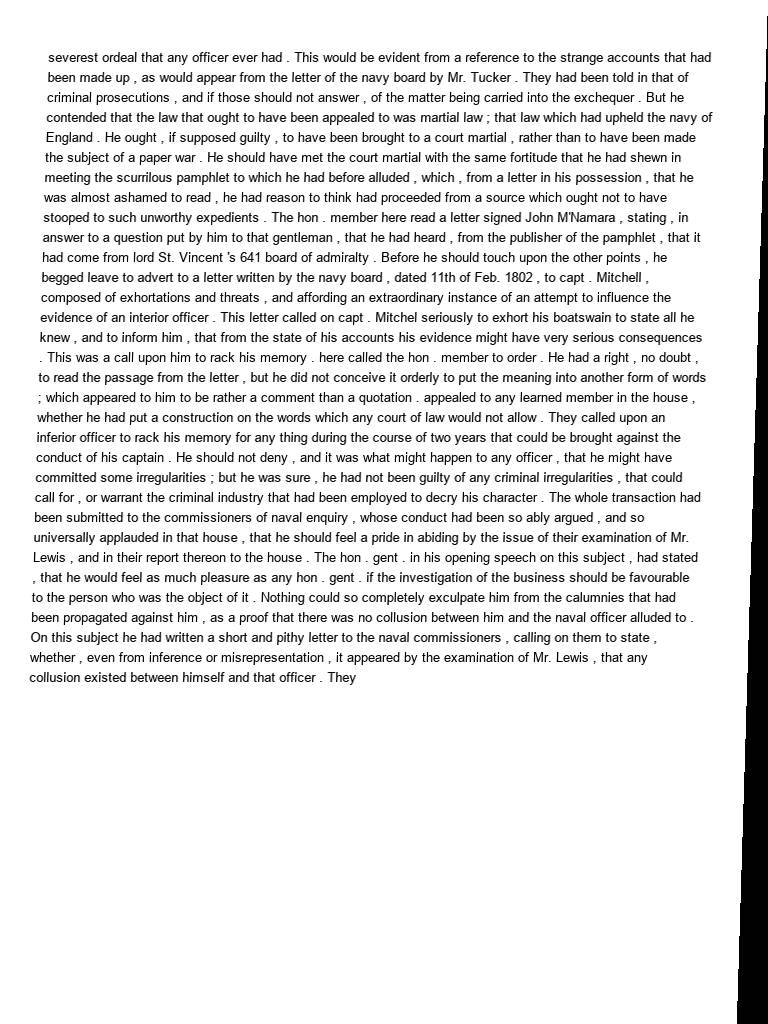 severest ordeal that any officer ever had . This would be evident from a reference to the strange accounts that had
been made up , as would appear from the letter of the navy board by Mr. Tucker . They had been told in that of
criminal prosecutions , and if those should not answer , of the matter being carried into the exchequer . But he
contended that the law that ought to have been appealed to was martial law ; that law which had upheld the navy of
England . He ought , if supposed guilty , to have been brought to a court martial , rather than to have been made
the subject of a paper war . He should have met the court martial with the same fortitude that he had shewn in
meeting the scurrilous pamphlet to which he had before alluded , which , from a letter in his possession , that he
was almost ashamed to read , he had reason to think had proceeded from a source which ought not to have
stooped to such unworthy expedients . The hon . member here read a letter signed John M'Namara , stating , in
answer to a question put by him to that gentleman , that he had heard , from the publisher of the pamphlet , that it
had come from lord St. Vincent 's 641 board of admiralty . Before he should touch upon the other points , he
begged leave to advert to a letter written by the navy board , dated 11th of Feb. 1802 , to capt . Mitchell ,
composed of exhortations and threats , and affording an extraordinary instance of an attempt to influence the
evidence of an interior officer . This letter called on capt . Mitchel seriously to exhort his boatswain to state all he
knew , and to inform him , that from the state of his accounts his evidence might have very serious consequences
. This was a call upon him to rack his memory . here called the hon . member to order . He had a right , no doubt ,
to read the passage from the letter , but he did not conceive it orderly to put the meaning into another form of words
; which appeared to him to be rather a comment than a quotation . appealed to any learned member in the house ,
whether he had put a construction on the words which any court of law would not allow . They called upon an
inferior officer to rack his memory for any thing during the course of two years that could be brought against the
conduct of his captain . He should not deny , and it was what might happen to any officer , that he might have
committed some irregularities ; but he was sure , he had not been guilty of any criminal irregularities , that could
call for , or warrant the criminal industry that had been employed to decry his character . The whole transaction had
been submitted to the commissioners of naval enquiry , whose conduct had been so ably argued , and so
universally applauded in that house , that he should feel a pride in abiding by the issue of their examination of Mr.
Lewis , and in their report thereon to the house . The hon . gent . in his opening speech on this subject , had stated
, that he would feel as much pleasure as any hon . gent . if the investigation of the business should be favourable
to the person who was the object of it . Nothing could so completely exculpate him from the calumnies that had
been propagated against him , as a proof that there was no collusion between him and the naval officer alluded to .
On this subject he had written a short and pithy letter to the naval commissioners , calling on them to state ,
whether , even from inference or misrepresentation , it appeared by the examination of Mr. Lewis , that any
collusion existed between himself and that officer . They